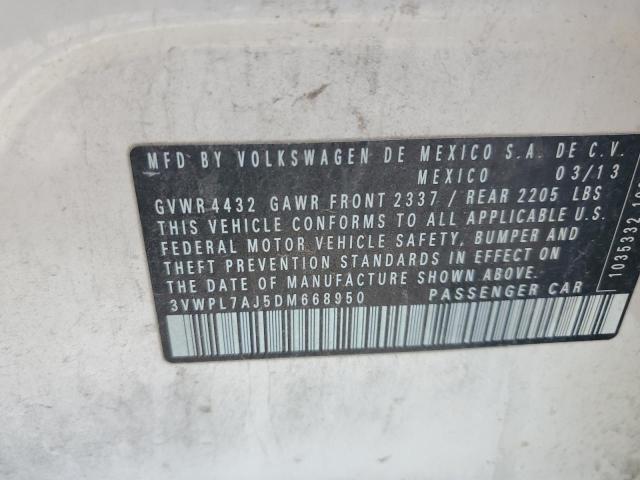 MFD BY VOLKSWAGEN DE MEXICO S.A. DE C.V.
MEXICO 03/13
GVWR 4432 GAWR FRONT 2337 / REAR 2205 LBS
THIS VEHICLE CONFORMS TO ALL APPLICABLE U.S.
FEDERAL MOTOR VEHICLE SAFETY, BUMPER AND
THEFT PREVENTION STANDARDS IN EFFECT ON
THE DATE OF MANUFACTURE SHOWN ABOVE.
3VWPL7AJ5DM668950 PASSENGER CAR
1035332